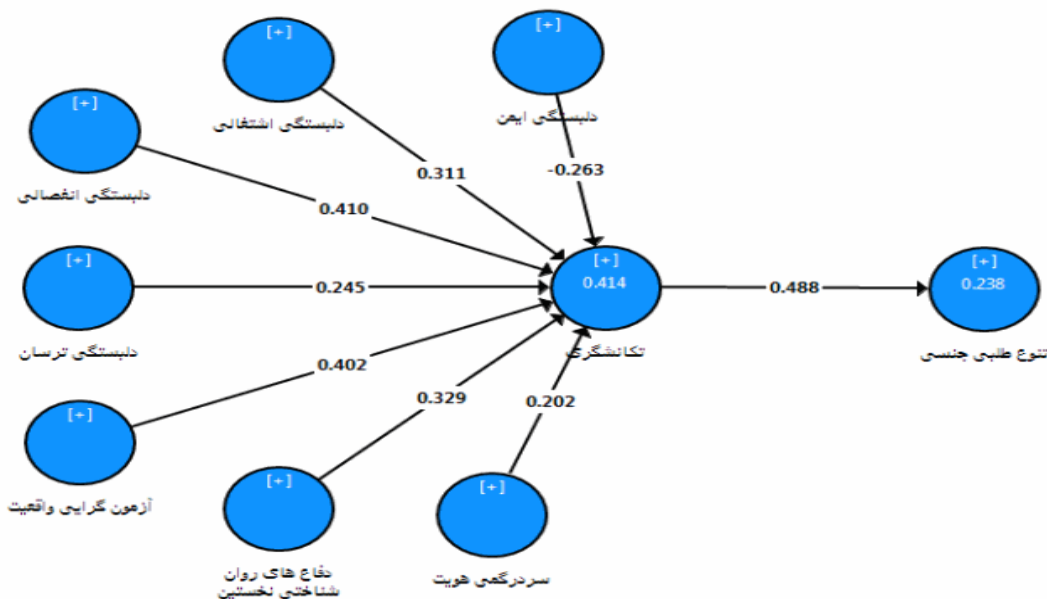 [+]
دلبستگی ایمن
[+]
دلبستگی اشتغالی
[+]
دلبستگی انفصالی
-0.263
0.311
0.410
[+]
دلبستگی ترسان
0.245
[+]
0.414
تکانشگری
0.488
[+]
0.238
تنوع طلبی جنسی
0.402
0.329
0.202
[+]
آزمون گرایی واقعیت
[+]
دفاع های روان
شناختی نخستین
[+]
سردرگمی هویت